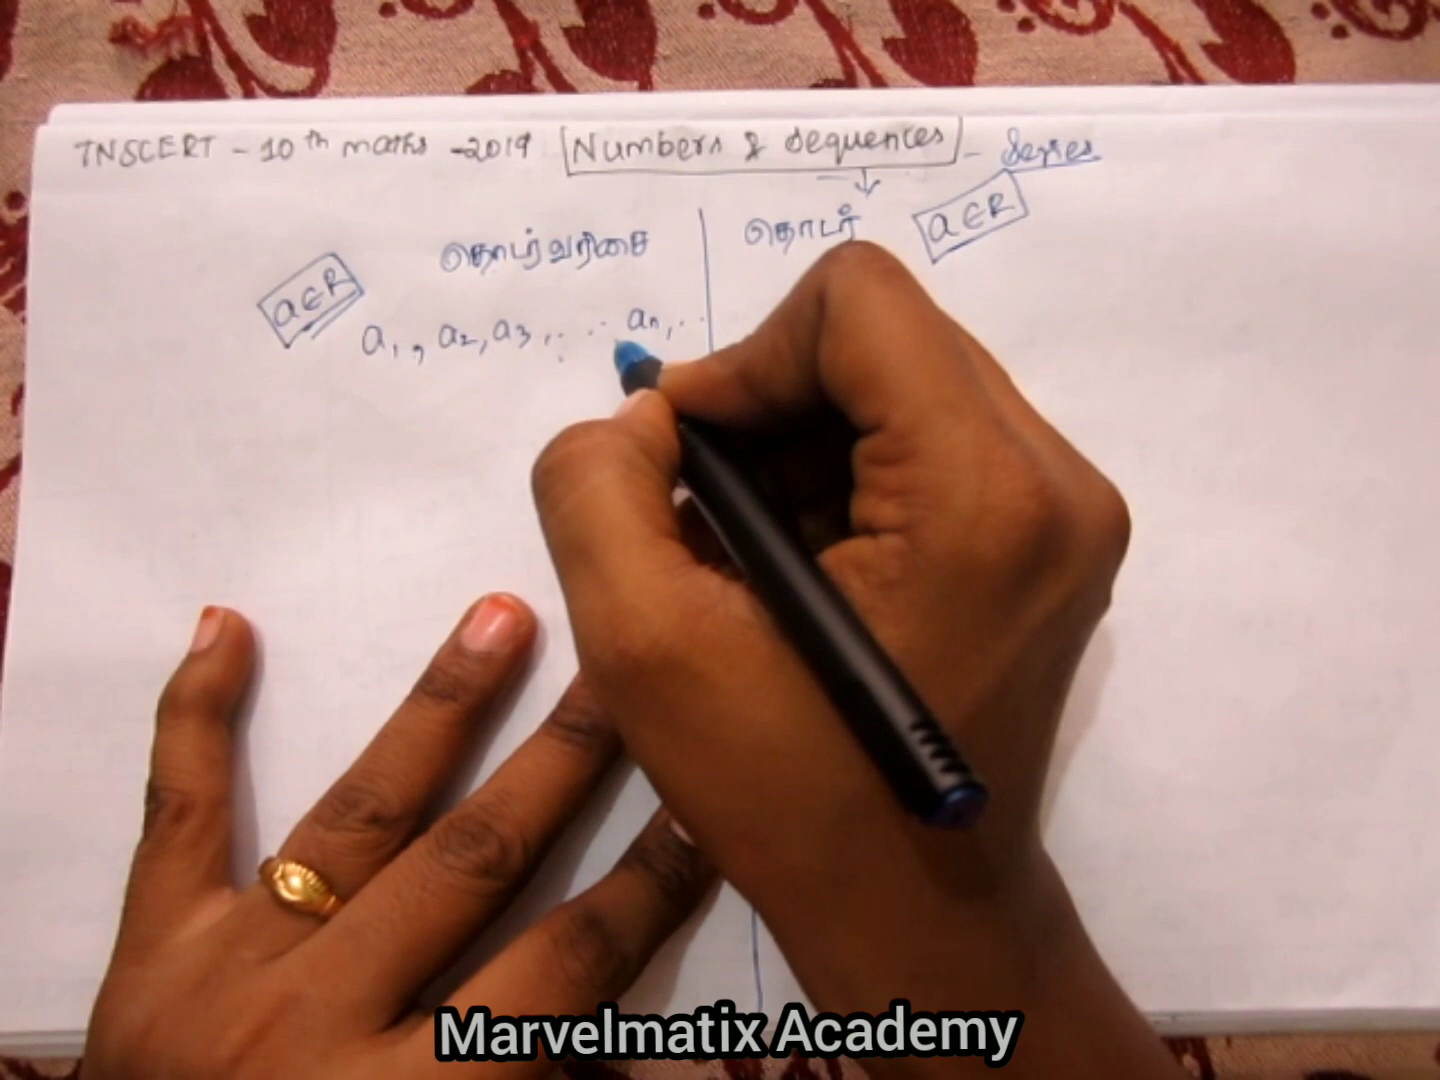 TNSCERT - 10th maths - 2019 Numbers & Sequences - Series
தொடர்வரிசை தொடர் a∈R
a∈R
a1, a2, a3, ..... an, ..
Marvelmatix Academy